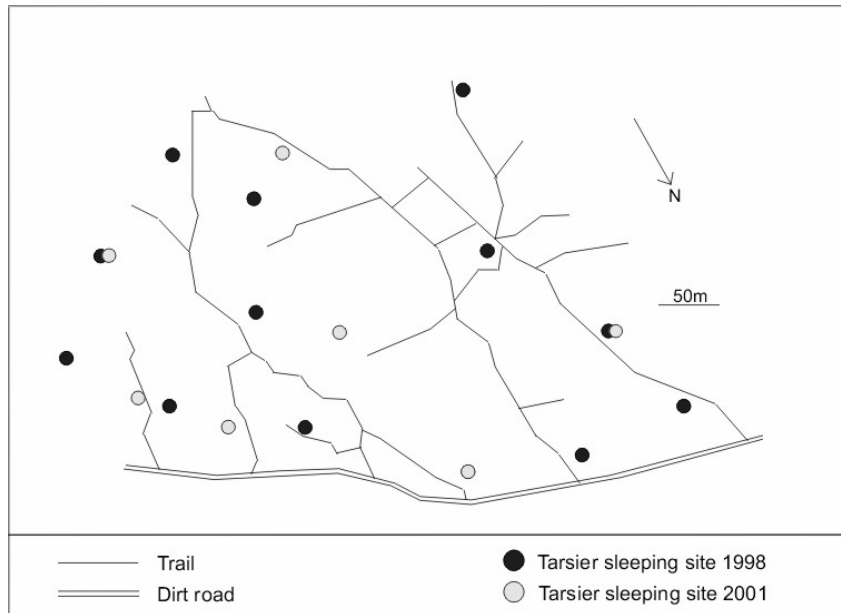 N
50m
Trail
Tarsier sleeping site 1998
Dirt road
Tarsier sleeping site 2001